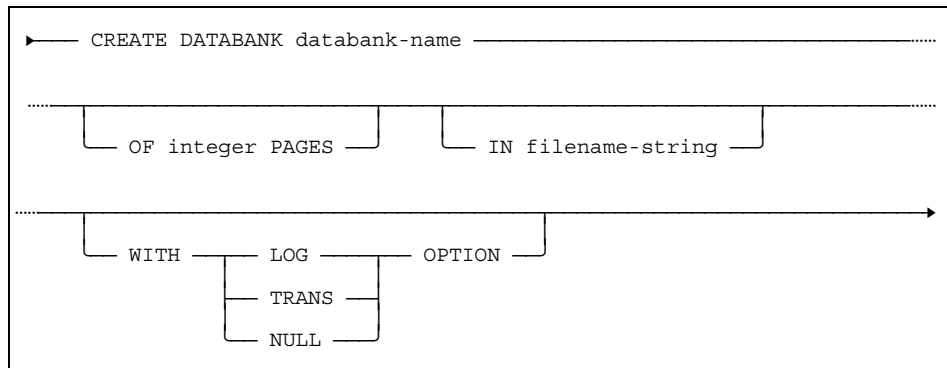 CREATE DATABANK databank-name
OF integer PAGES IN filename-string
WITH LOG OPTION
TRANS
NULL